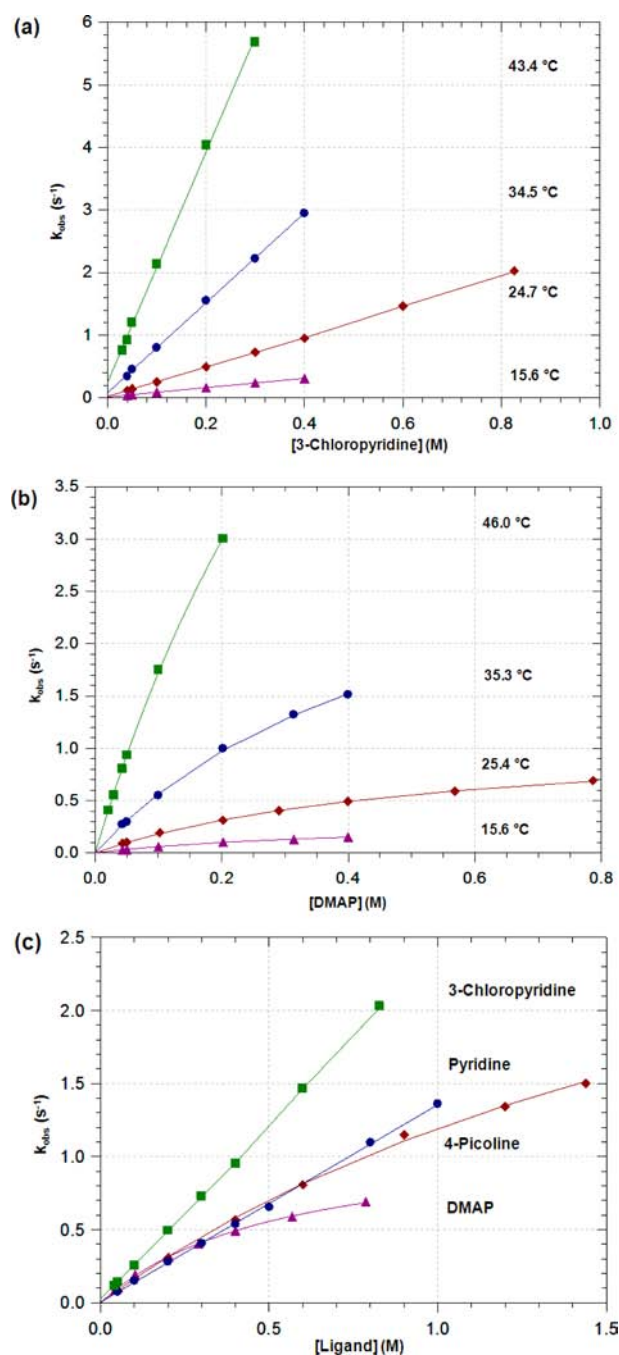 (a)
6
5
4
3
2
1
0
k_obs (s⁻¹)
43.4 °C
34.5 °C
24.7 °C
15.6 °C
0.0 0.2 0.4 0.6 0.8 1.0
[3-Chloropyridine] (M)
(b)
3.5
3.0
2.5
2.0
1.5
1.0
0.5
0.0
k_obs (s⁻¹)
46.0 °C
35.3 °C
25.4 °C
15.6 °C
0.0 0.2 0.4 0.6 0.8
[DMAP] (M)
(c)
2.5
2.0
1.5
1.0
0.5
0.0
k_obs (s⁻¹)
3-Chloropyridine
Pyridine
4-Picoline
DMAP
0.0 0.5 1.0 1.5
[Ligand] (M)